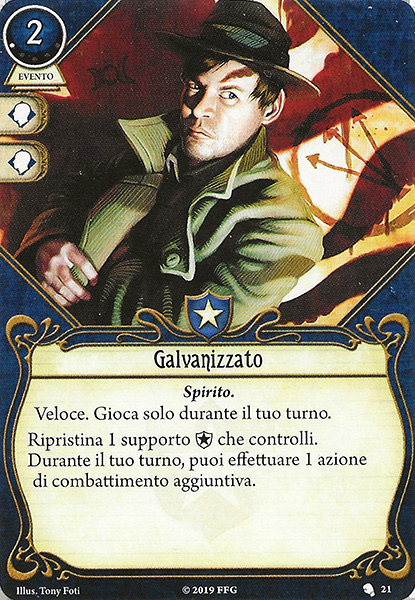 2
EVENTO
Galvanizzato
Spirito.
Veloce. Gioca solo durante il tuo turno.
Ripristina 1 supporto che controlli.
Durante il tuo turno, puoi effettuare 1 azione
di combattimento aggiuntiva.
Illus. Tony Foti
© 2019 FFG
21